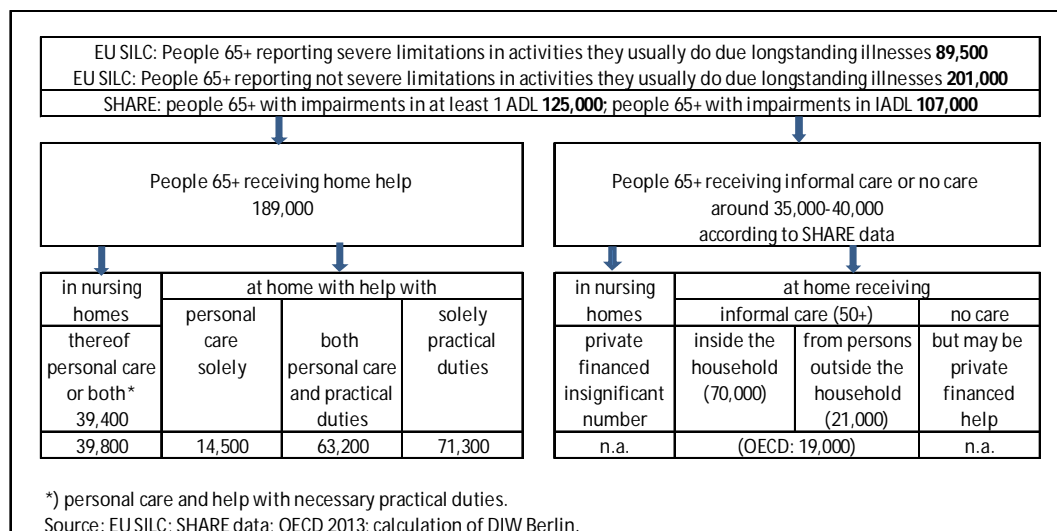 EU SILC: People 65+ reporting severe limitations in activities they usually do due longstanding illnesses 89,500
EU SILC: People 65+ reporting not severe limitations in activities they usually do due longstanding illnesses 201,000
SHARE: people 65+ with impairments in at least 1 ADL 125,000; people 65+ with impairments in IADL 107,000
People 65+ receiving home help
189,000
People 65+ receiving informal care or no care
around 35,000-40,000
according to SHARE data
in nursing
homes
thereof
personal care
or both*
39,400
39,800
at home with help with
personal
care
solely
14,500
both
personal care
and practical
duties
63,200
solely
practical
duties
71,300
in nursing
homes
private
financed
insignificant
number
n.a.
at home receiving
informal care (50+)
inside the
household
(70,000)
from persons
outside the
household
(21,000)
(OECD: 19,000)
no care
but may be
private
financed
help
n.a.
*) personal care and help with necessary practical duties.
Source: EU SILC; SHARE data; OECD 2013; calculation of DIW Berlin.